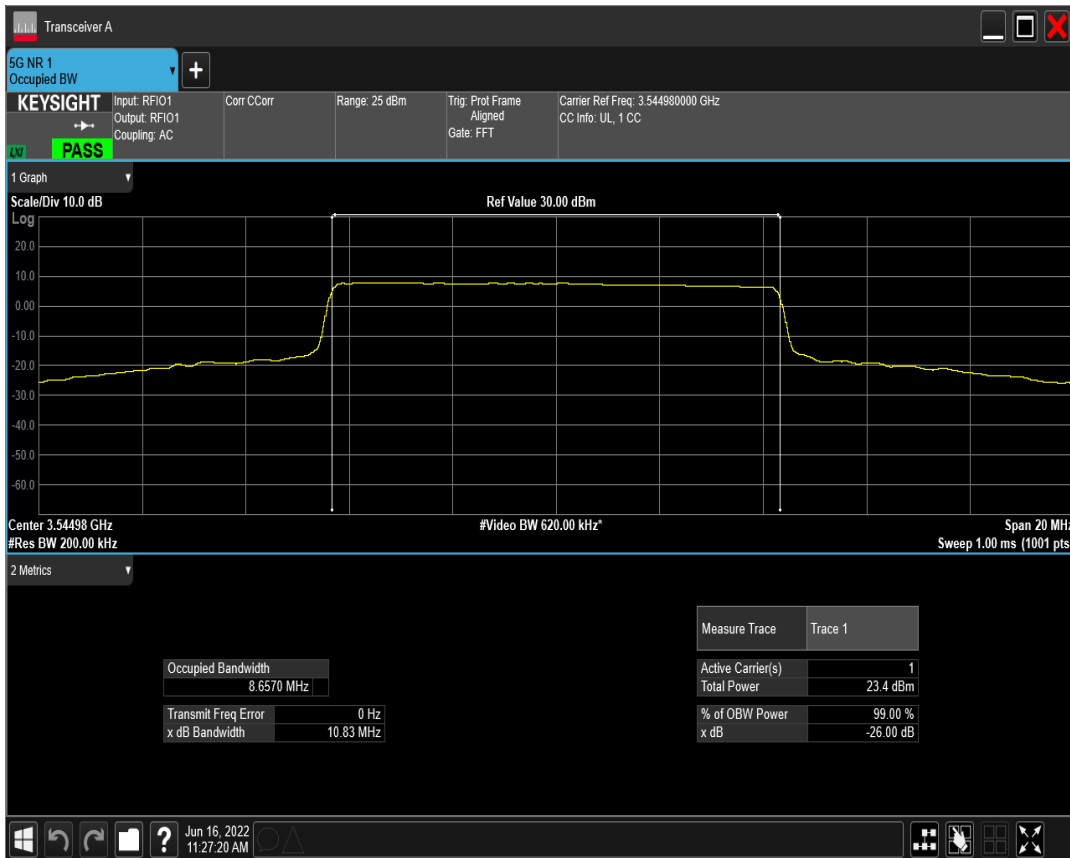 Transceiver A
5G NR 1
Occupied BW
KEYSIGHT
LXI
PASS
Input: RFIO1
Output: RFIO1
Coupling: AC
Corr CCorr
Range: 25 dBm
Trig: Prot Frame
Aligned
Gate: FFT
Carrier Ref Freq: 3.544980000 GHz
CC Info: UL, 1 CC
1 Graph
Scale/Div 10.0 dB
Ref Value 30.00 dBm
Log
20.0
10.0
0.00
-10.0
-20.0
-30.0
-40.0
-50.0
-60.0
Center 3.54498 GHz
#Video BW 620.00 kHz*
Span 20 MHz
#Res BW 200.00 kHz
Sweep 1.00 ms (1001 pts
2 Metrics
Measure Trace Trace 1
Occupied Bandwidth
8.6570 MHz
Active Carrier(s) 1
Total Power 23.4 dBm
Transmit Freq Error 0 Hz
x dB Bandwidth 10.83 MHz
% of OBW Power 99.00 %
x dB -26.00 dB
?
Jun 16, 2022
11:27:20 AM